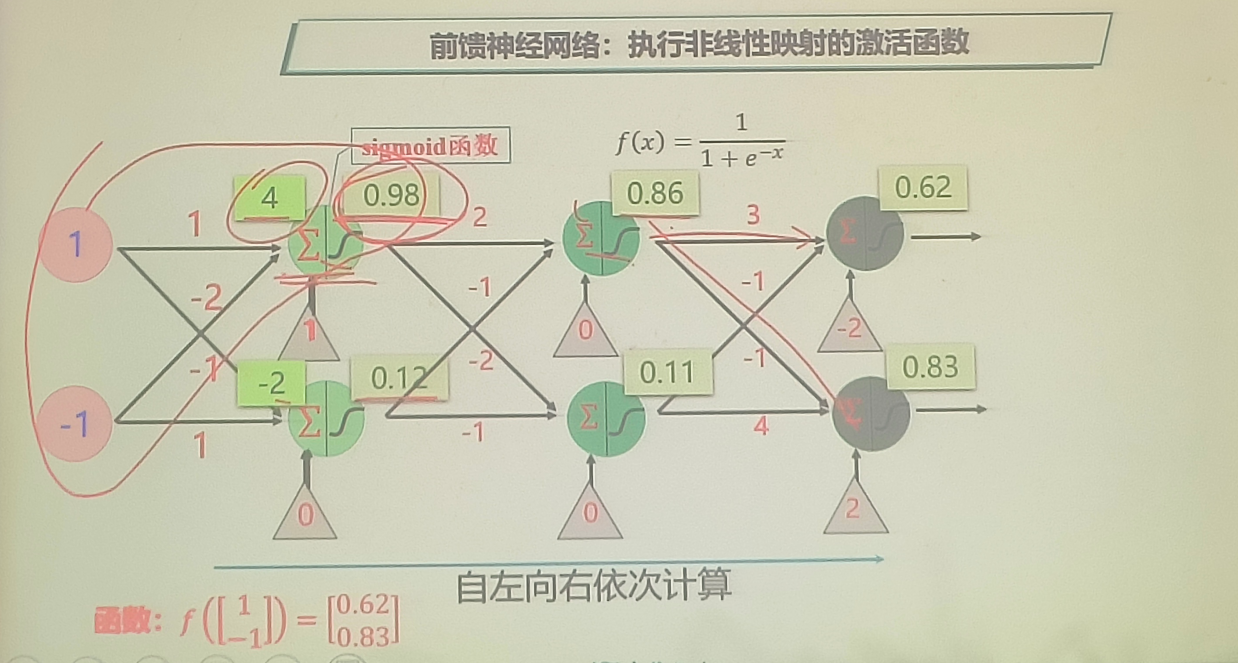 前馈神经网络：执行非线性映射的激活函数
sigmoid函数
f(x) = 1 / (1 + e^{-x})
4
0.98
0.86
0.62
1
1
2
3
Σ
Σ
Σ
-2
-1
-1
1
0
-2
-1
-2
-1
-2
0.12
0.11
0.83
-1
1
-1
4
Σ
Σ
Σ
0
0
2
自左向右依次计算
函数：f([1 -1]) = [0.62 0.83]